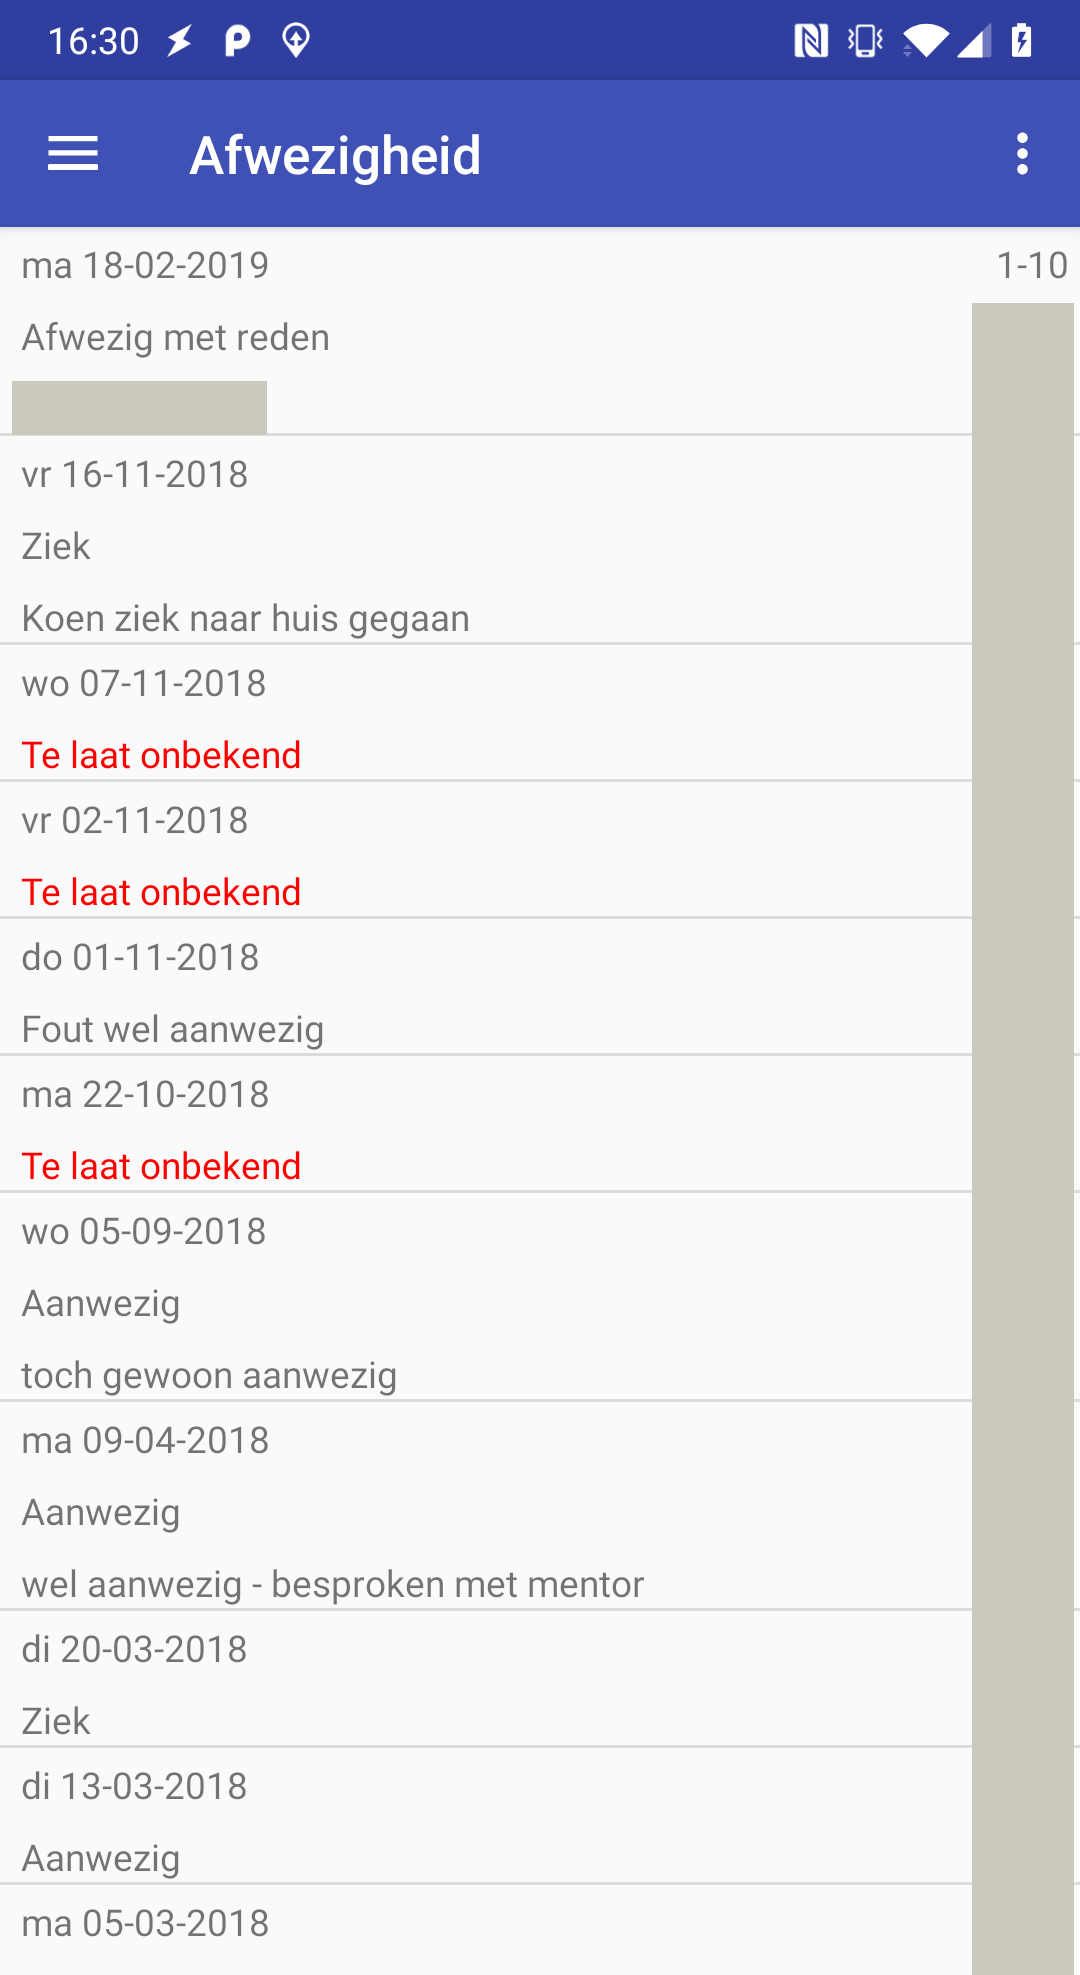 16:30
Afwezigheid
ma 18-02-2019 1-10
Afwezig met reden
vr 16-11-2018
Ziek
Koen ziek naar huis gegaan
wo 07-11-2018
Te laat onbekend
vr 02-11-2018
Te laat onbekend
do 01-11-2018
Fout wel aanwezig
ma 22-10-2018
Te laat onbekend
wo 05-09-2018
Aanwezig
toch gewoon aanwezig
ma 09-04-2018
Aanwezig
wel aanwezig - besproken met mentor
di 20-03-2018
Ziek
di 13-03-2018
Aanwezig
ma 05-03-2018